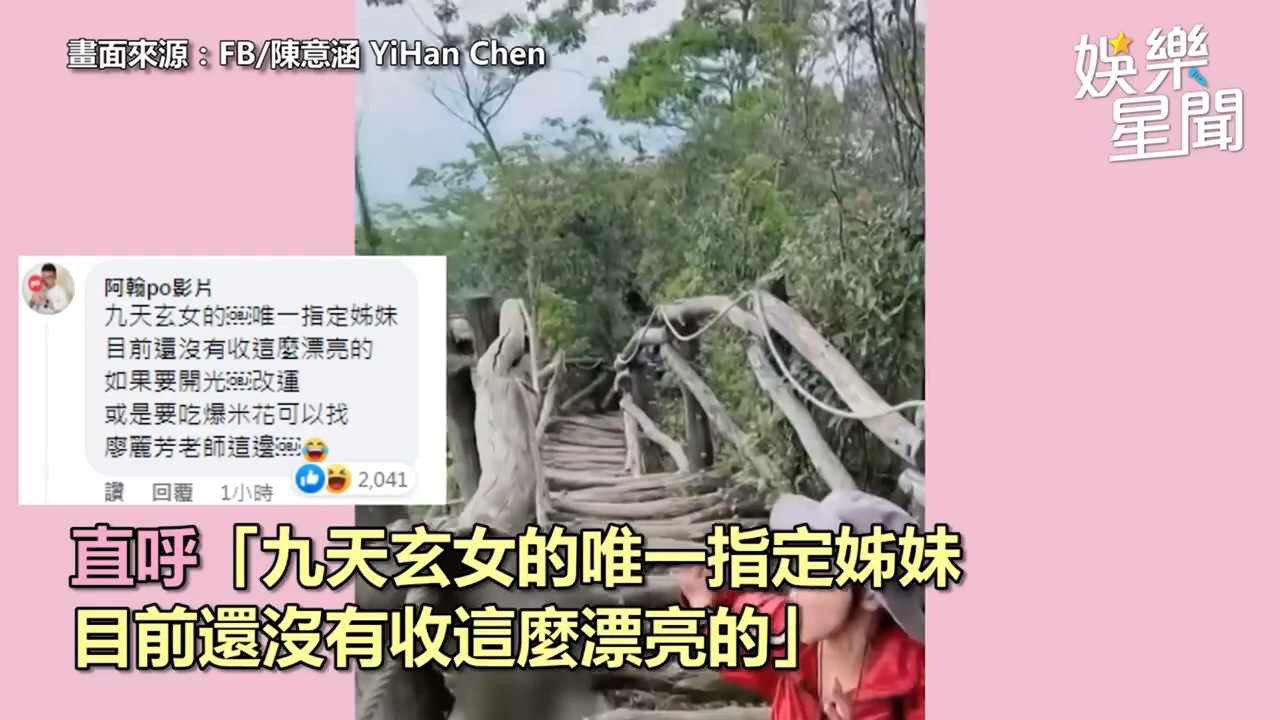 畫面來源：FB/陳意涵 YiHan Chen
娛樂
星聞
阿翰po影片
九天玄女的￼唯一指定姊妹
目前還沒有收這麼漂亮的
如果要開光￼改運
或是要吃爆米花可以找
廖麗芳老師這邊￼😂
讚 回覆 1小時 2,041
直呼「九天玄女的唯一指定姊妹
目前還沒有收這麼漂亮的」